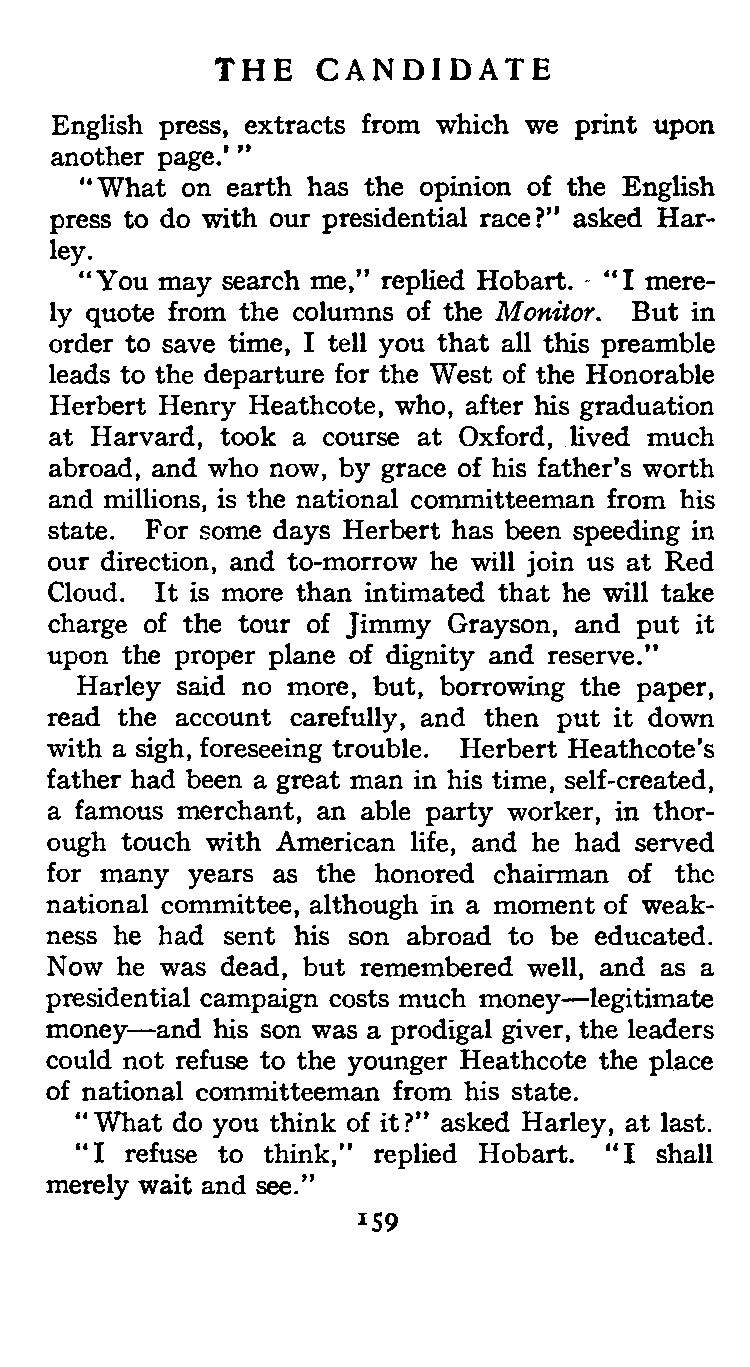 THE CANDIDATE
English press, extracts from which we print upon
another page.' "
"What on earth has the opinion of the English
press to do with our presidential race?" asked Har-
ley.
"You may search me," replied Hobart. - "I mere-
ly quote from the columns of the Monitor. But in
order to save time, I tell you that all this preamble
leads to the departure for the West of the Honorable
Herbert Henry Heathcote, who, after his graduation
at Harvard, took a course at Oxford, lived much
abroad, and who now, by grace of his father's worth
and millions, is the national committeeman from his
state. For some days Herbert has been speeding in
our direction, and to-morrow he will join us at Red
Cloud. It is more than intimated that he will take
charge of the tour of Jimmy Grayson, and put it
upon the proper plane of dignity and reserve."
Harley said no more, but, borrowing the paper,
read the account carefully, and then put it down
with a sigh, foreseeing trouble. Herbert Heathcote's
father had been a great man in his time, self-created,
a famous merchant, an able party worker, in thor-
ough touch with American life, and he had served
for many years as the honored chairman of the
national committee, although in a moment of weak-
ness he had sent his son abroad to be educated.
Now he was dead, but remembered well, and as a
presidential campaign costs much money—legitimate
money—and his son was a prodigal giver, the leaders
could not refuse to the younger Heathcote the place
of national committeeman from his state.
"What do you think of it?" asked Harley, at last.
"I refuse to think," replied Hobart. "I shall
merely wait and see."
159